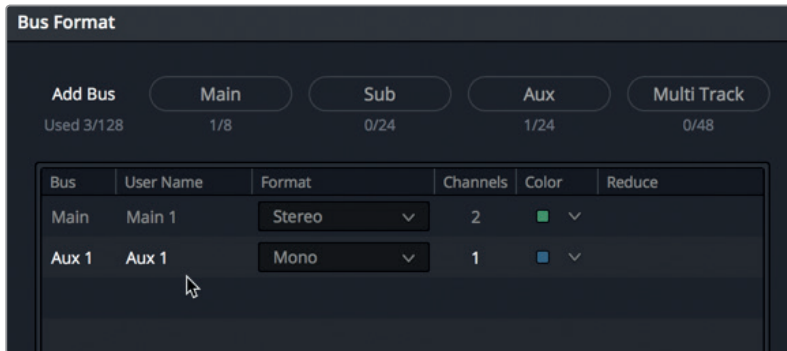 Bus Format
Add Bus Main Sub Aux Multi Track
Used 3/128 1/8 0/24 1/24 0/48
Bus User Name Format Channels Color Reduce
Main Main 1 Stereo 2
Aux 1 Aux 1 Mono 1